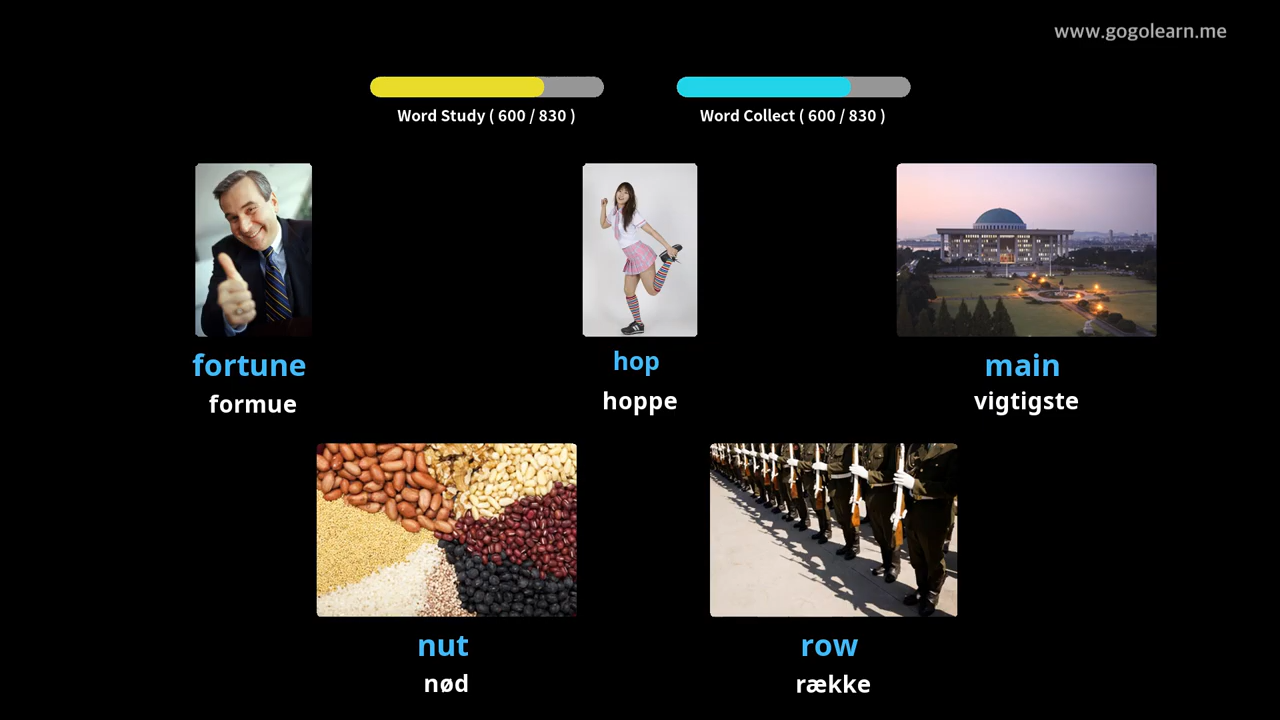 www.gogolearn.me
Word Study ( 600 / 830 )
Word Collect ( 600 / 830 )
fortune
formue
hop
hoppe
main
vigtigste
nut
nød
row
række